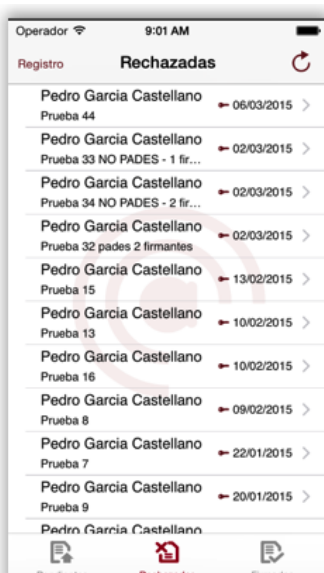 Operador 9:01 AM
Registro Rechazadas
Pedro Garcia Castellano
Prueba 44
06/03/2015
Pedro Garcia Castellano
Prueba 33 NO PADES - 1 fir...
02/03/2015
Pedro Garcia Castellano
Prueba 34 NO PADES - 2 fir...
02/03/2015
Pedro Garcia Castellano
Prueba 32 pades 2 firmantes
02/03/2015
Pedro Garcia Castellano
Prueba 15
13/02/2015
Pedro Garcia Castellano
Prueba 13
10/02/2015
Pedro Garcia Castellano
Prueba 16
10/02/2015
Pedro Garcia Castellano
Prueba 8
09/02/2015
Pedro Garcia Castellano
Prueba 7
22/01/2015
Pedro Garcia Castellano
Prueba 9
20/01/2015
Pedro Garcia Castellano